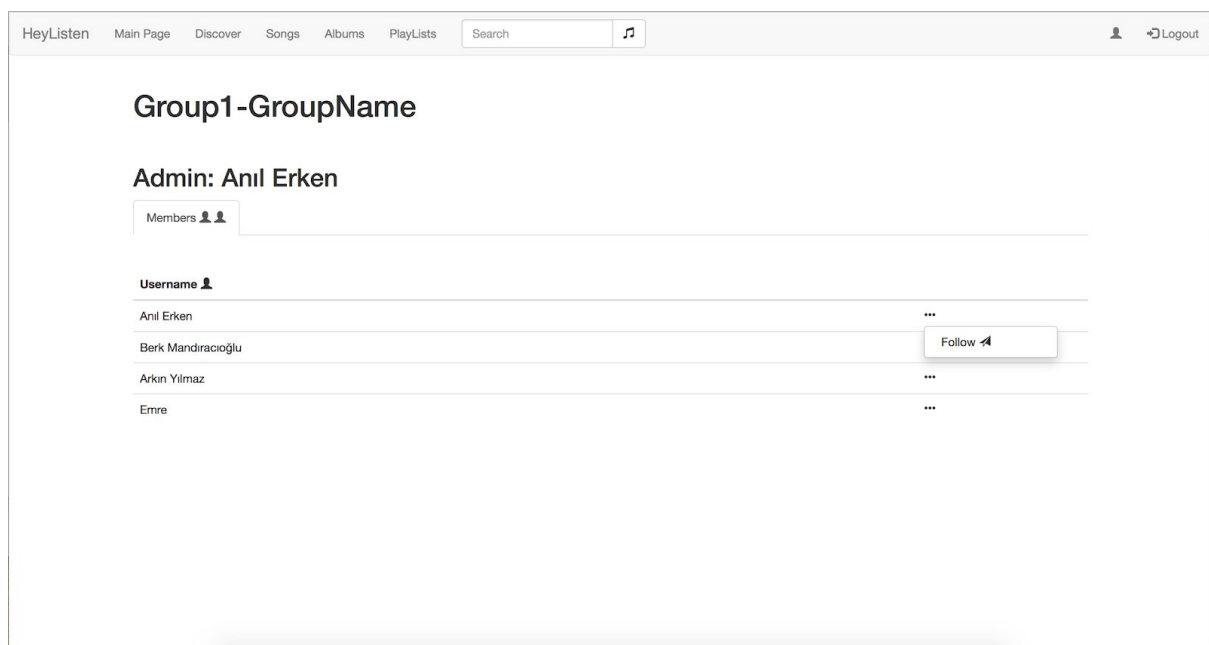 HeyListen Main Page Discover Songs Albums PlayLists Search Logout
Group1-GroupName
Admin: Anıl Erken
Members
Username
Anıl Erken
Follow
Berk Mandıracıoğlu
Arkın Yılmaz
Emre